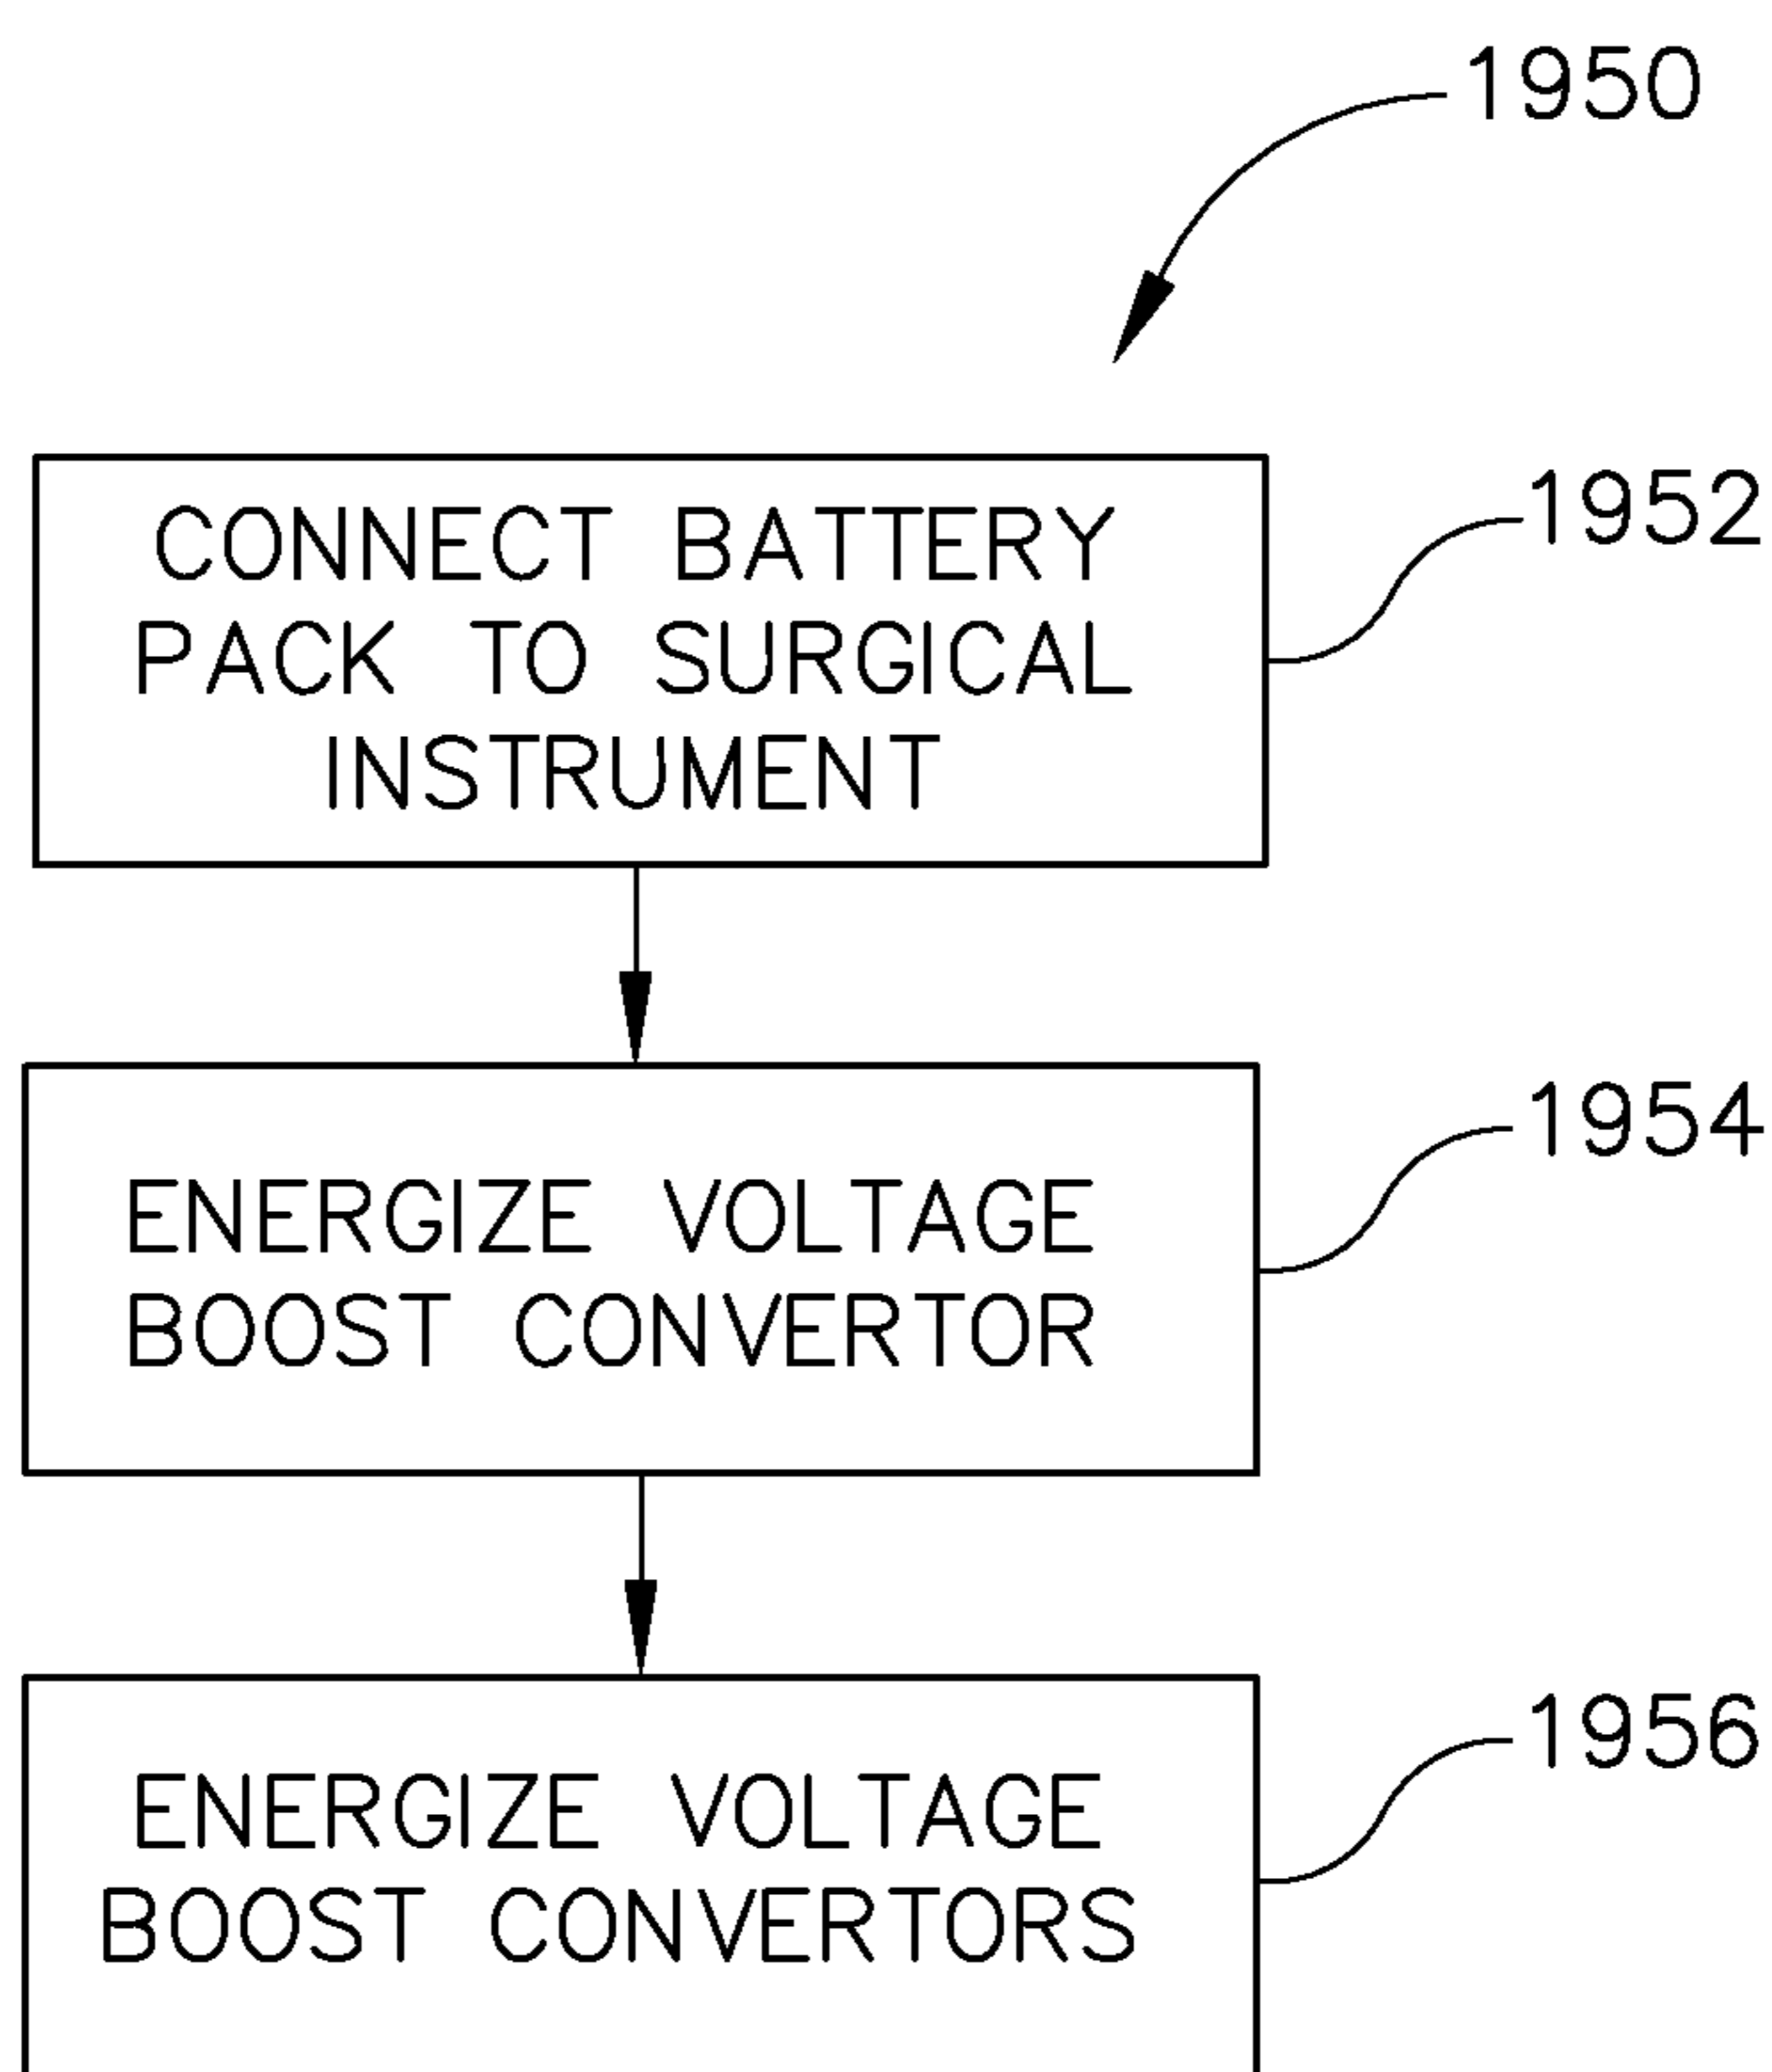 1950
CONNECT BATTERY
PACK TO SURGICAL
INSTRUMENT
1952
ENERGIZE VOLTAGE
BOOST CONVERTOR
1954
ENERGIZE VOLTAGE
BOOST CONVERTORS
1956